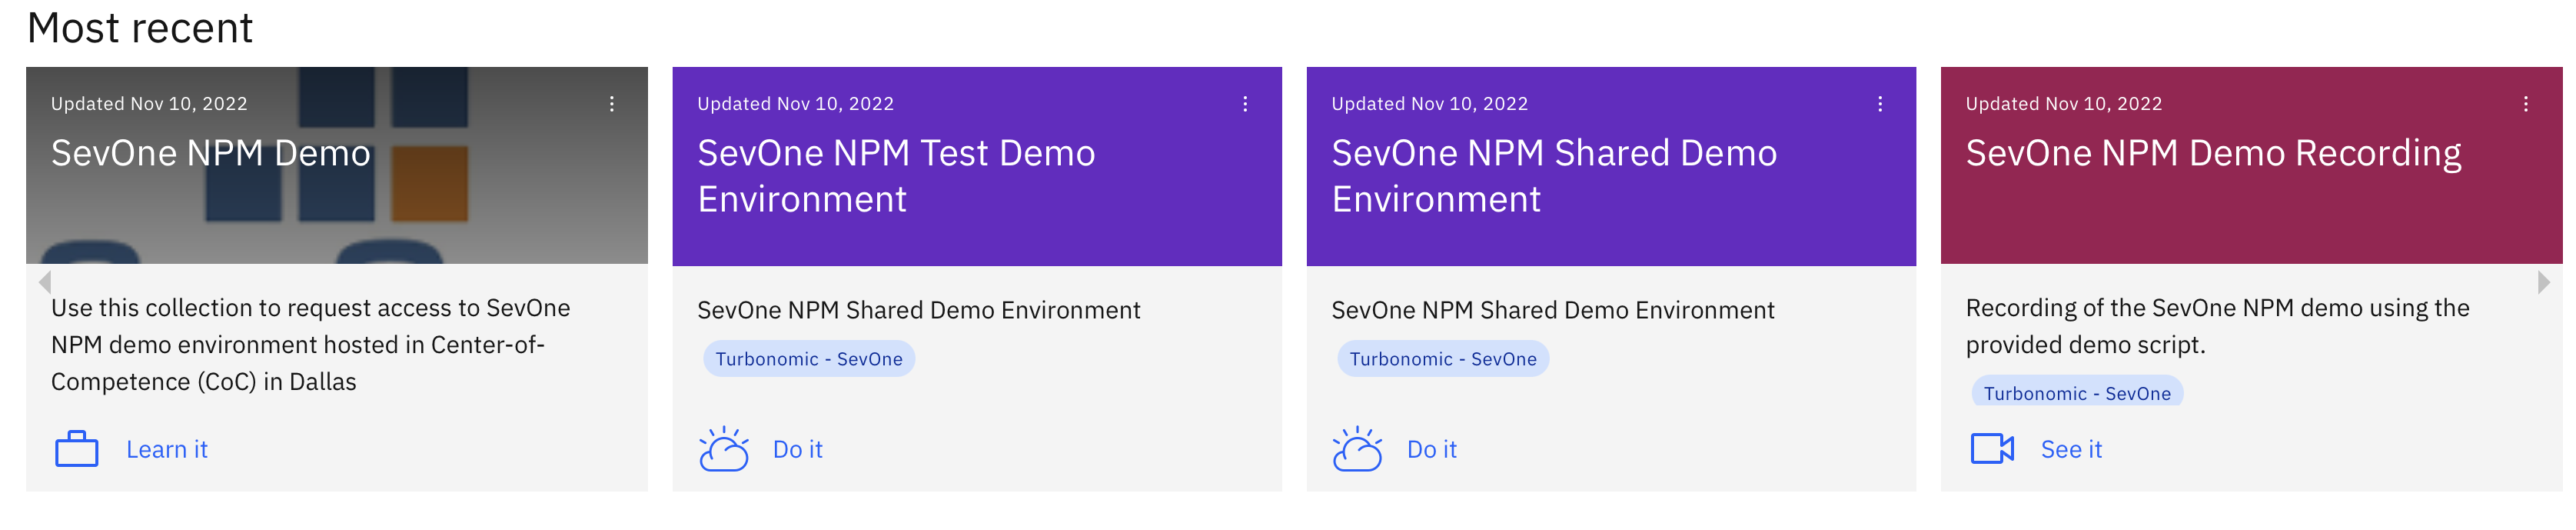 Most recent
Updated Nov 10, 2022
SevOne NPM Demo
Use this collection to request access to SevOne
NPM demo environment hosted in Center-of-
Competence (CoC) in Dallas
Learn it
Updated Nov 10, 2022
SevOne NPM Test Demo
Environment
SevOne NPM Shared Demo Environment
Turbonomic - SevOne
Do it
Updated Nov 10, 2022
SevOne NPM Shared Demo
Environment
SevOne NPM Shared Demo Environment
Turbonomic - SevOne
Do it
Updated Nov 10, 2022
SevOne NPM Demo Recording
Recording of the SevOne NPM demo using the
provided demo script.
Turbonomic - SevOne
See it